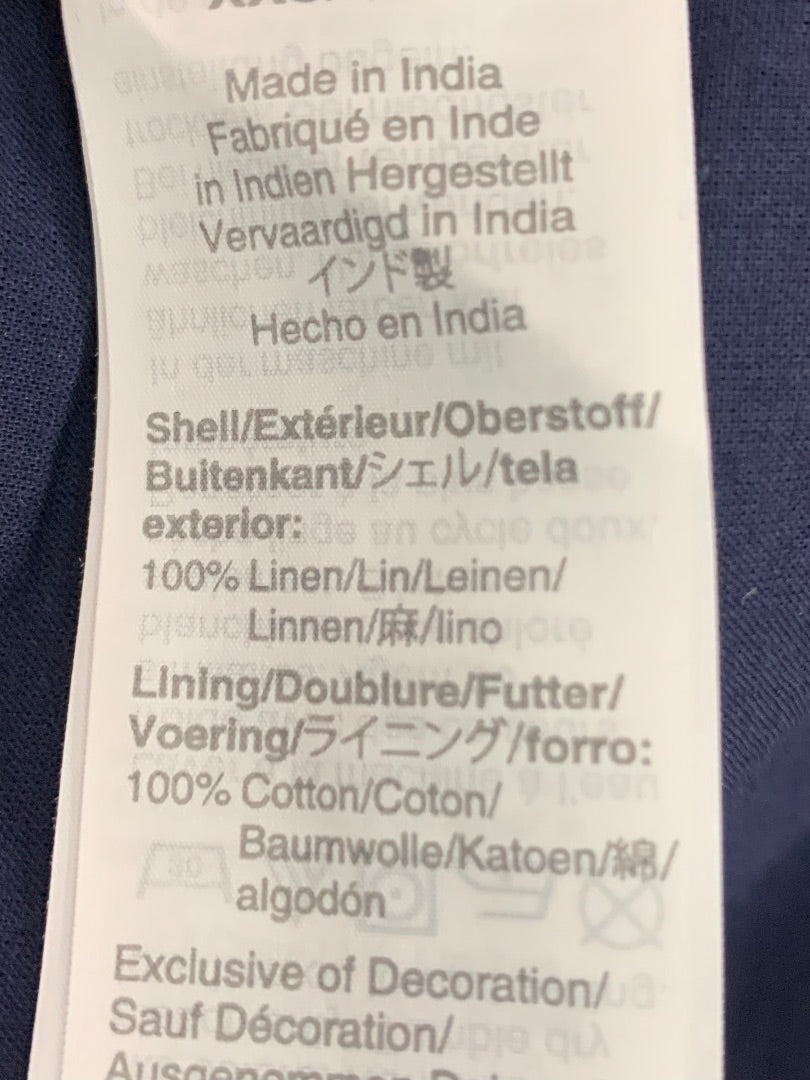 Made in India
Fabriqué en Inde
in Indien Hergestellt
Vervaardigd in India
インド製
Hecho en India
Shell/Extérieur/Oberstoff/
Buitenkant/シェル/tela
exterior:
100% Linen/Lin/Leinen/
Linnen/麻/lino
Lining/Doublure/Futter/
Voering/ライニング/forro:
100% Cotton/Coton/
Baumwolle/Katoen/綿/
algodón
Exclusive of Decoration/
Sauf Décoration/
Ausgenommen